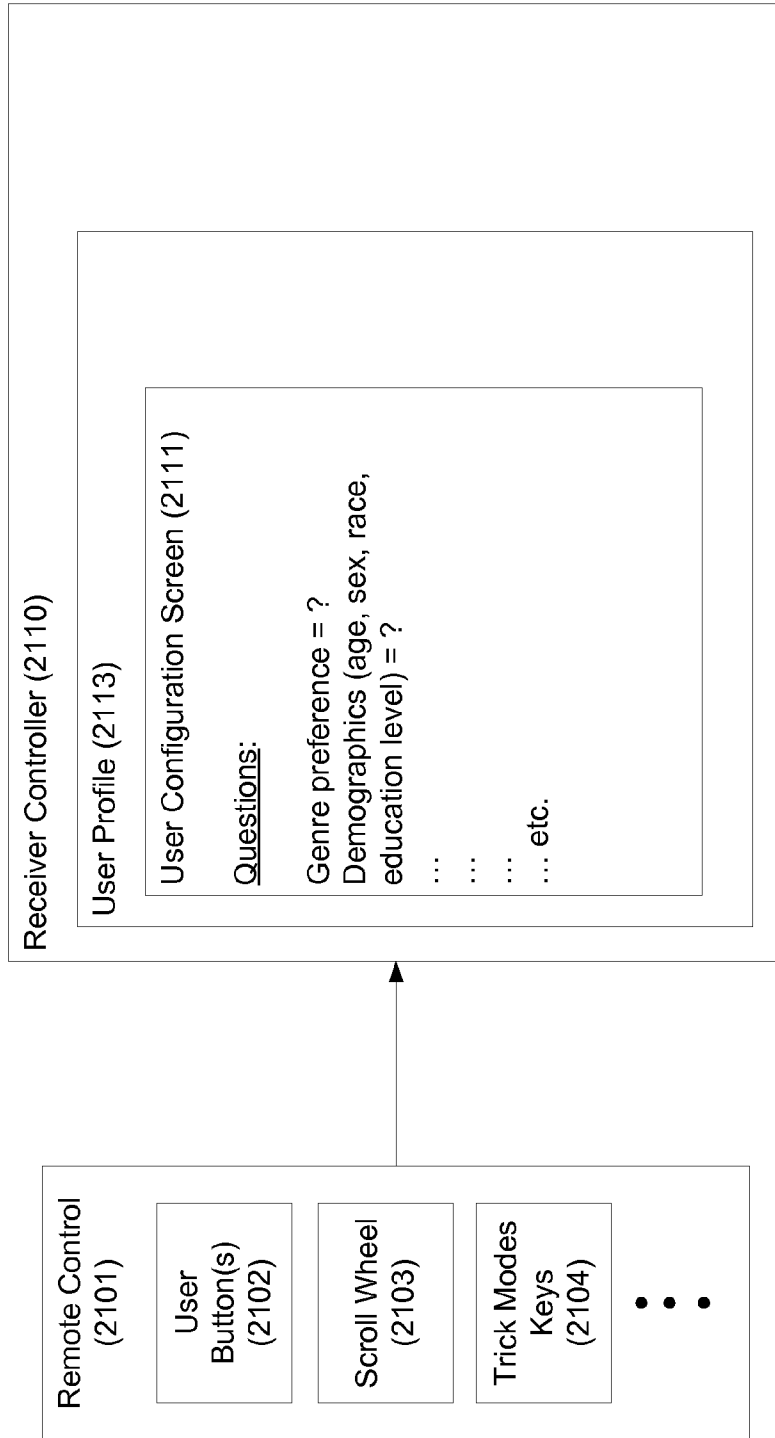 Remote Control
(2101)
User
Button(s)
(2102)
Scroll Wheel
(2103)
Trick Modes
Keys
(2104)
Receiver Controller (2110)
User Profile (2113)
User Configuration Screen (2111)
Questions:
Genre preference = ?
Demographics (age, sex, race,
education level) = ?
…
…
…
… etc.